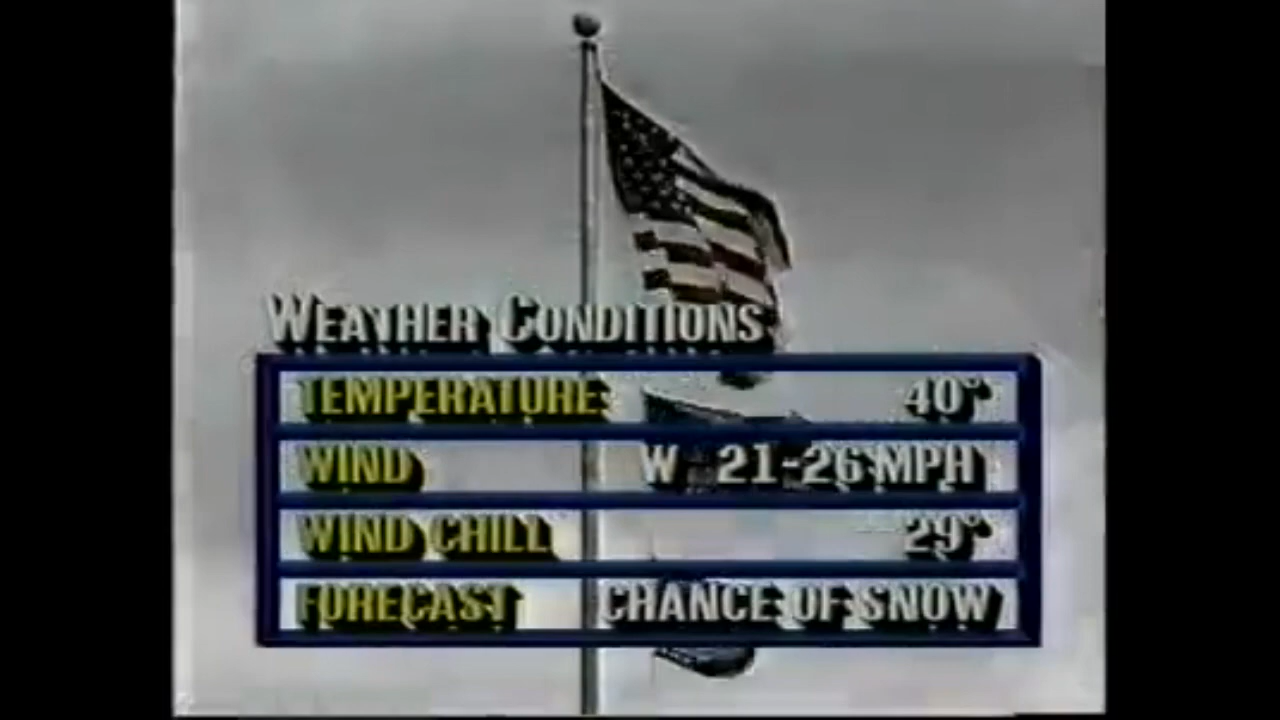 WEATHER CONDITIONS
TEMPERATURE 40°
WIND W 21-26 MPH
WIND CHILL 29°
FORECAST CHANCE OF SNOW